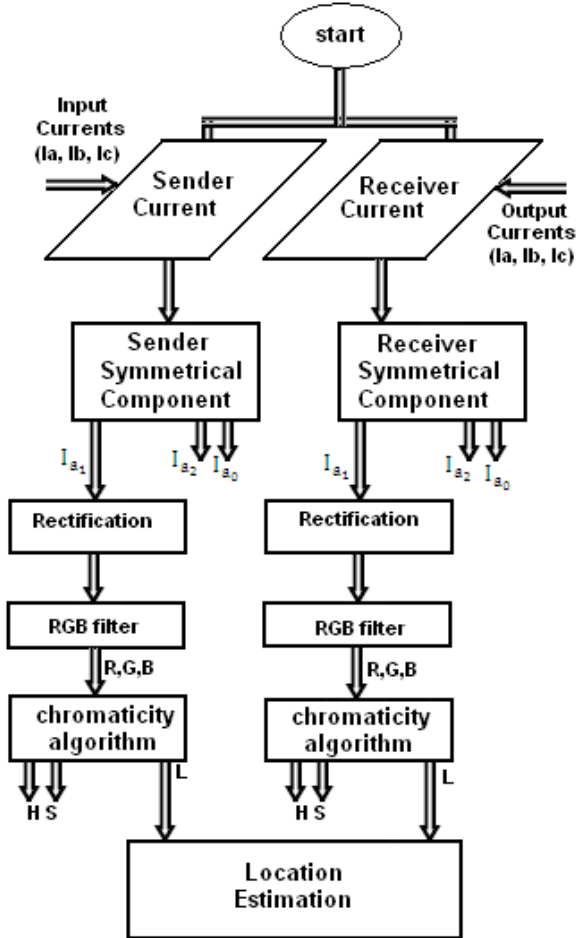 start
Input
Currents
(Ia, Ib, Ic)
Sender
Current
Receiver
Current
Output
Currents
(Ia, Ib, Ic)
Sender
Symmetrical
Component
Receiver
Symmetrical
Component
Ia1
Ia2
Ia0
Ia1
Ia2
Ia0
Rectification
Rectification
RGB filter
RGB filter
R,G,B
R,G,B
chromaticity
algorithm
chromaticity
algorithm
H S
L
H S
L
Location
Estimation